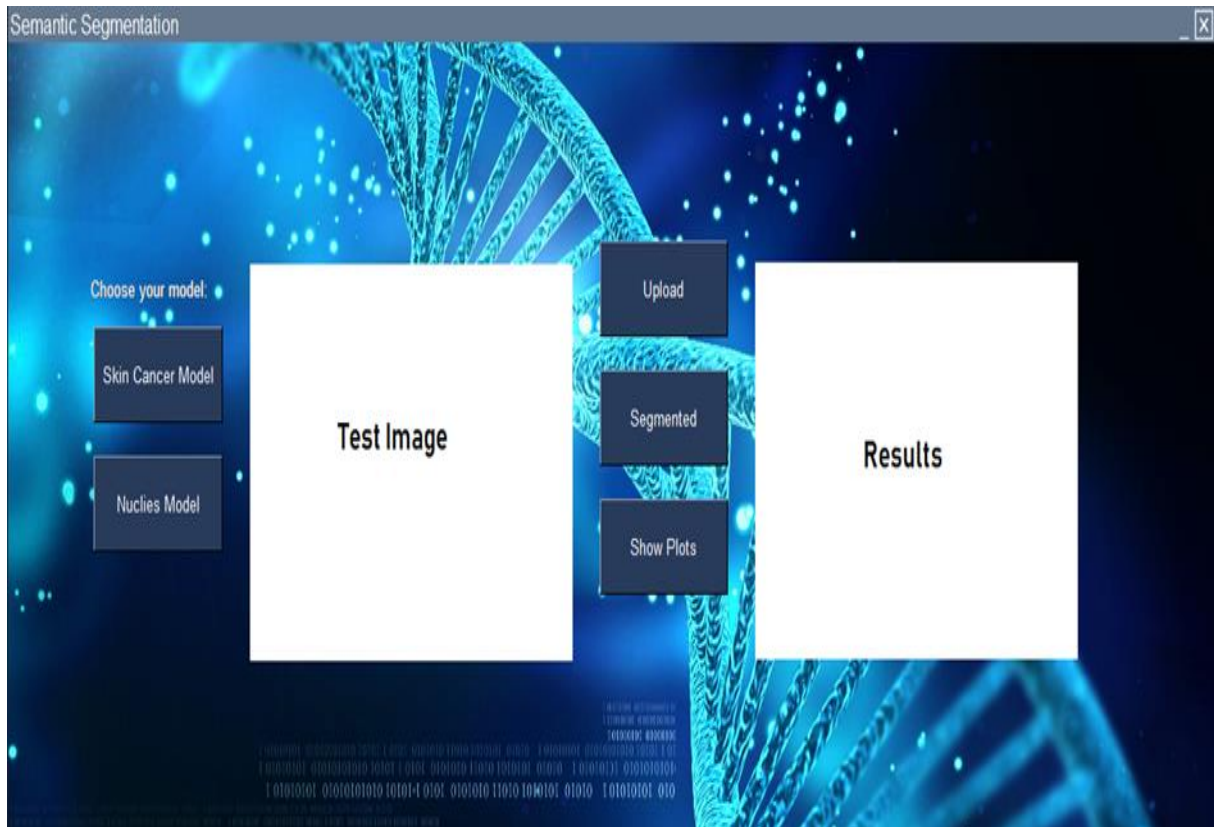 Semantic Segmentation
Choose your model:
Skin Cancer Model
Nuclies Model
Test Image
Upload
Segmented
Show Plots
Results